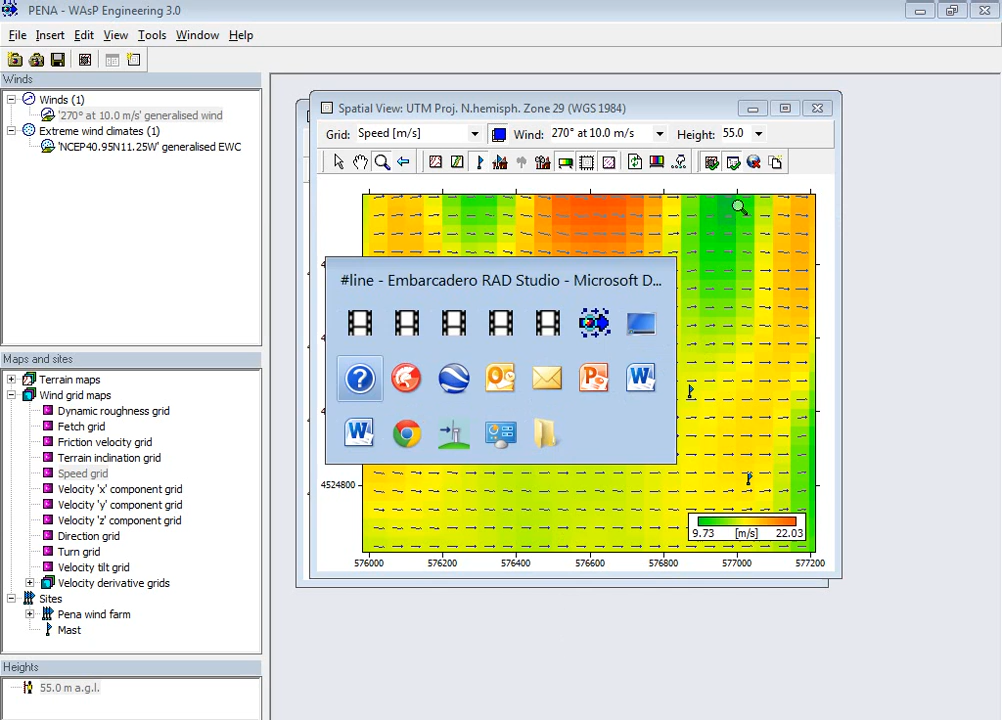 PENA - WAsP Engineering 3.0
File Insert Edit View Tools Window Help
Winds
Winds (1)
'270° at 10.0 m/s' generalised wind
Extreme wind climates (1)
'NCEP40.95N11.25W' generalised EWC
Maps and sites
Terrain maps
Wind grid maps
Dynamic roughness grid
Fetch grid
Friction velocity grid
Terrain inclination grid
Speed grid
Velocity 'x' component grid
Velocity 'y' component grid
Velocity 'z' component grid
Direction grid
Turn grid
Velocity tilt grid
Velocity derivative grids
Sites
Pena wind farm
Mast
Heights
55.0 m a.g.l.
Spatial View: UTM Proj. N.hemisph. Zone 29 (WGS 1984)
Grid: Speed [m/s] Wind: 270° at 10.0 m/s Height: 55.0
#line - Embarcadero RAD Studio - Microsoft D...
4524800
9.73 [m/s] 22.03
576000 576200 576400 576600 576800 577000 577200